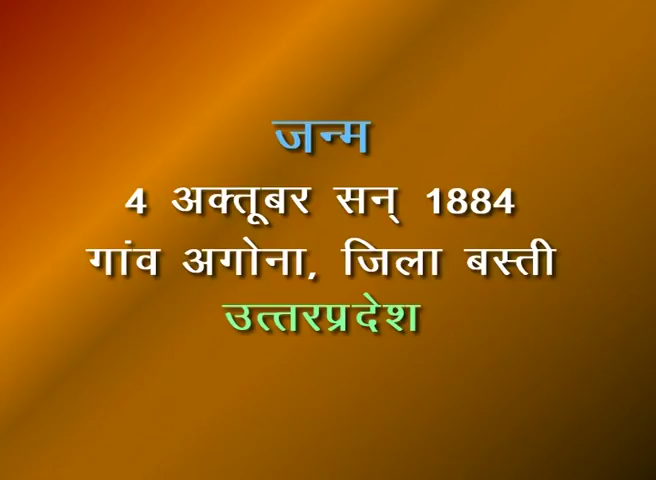 जन्म
4 अक्तूबर सन् 1884
गांव अगोना, जिला बस्ती
उत्तरप्रदेश